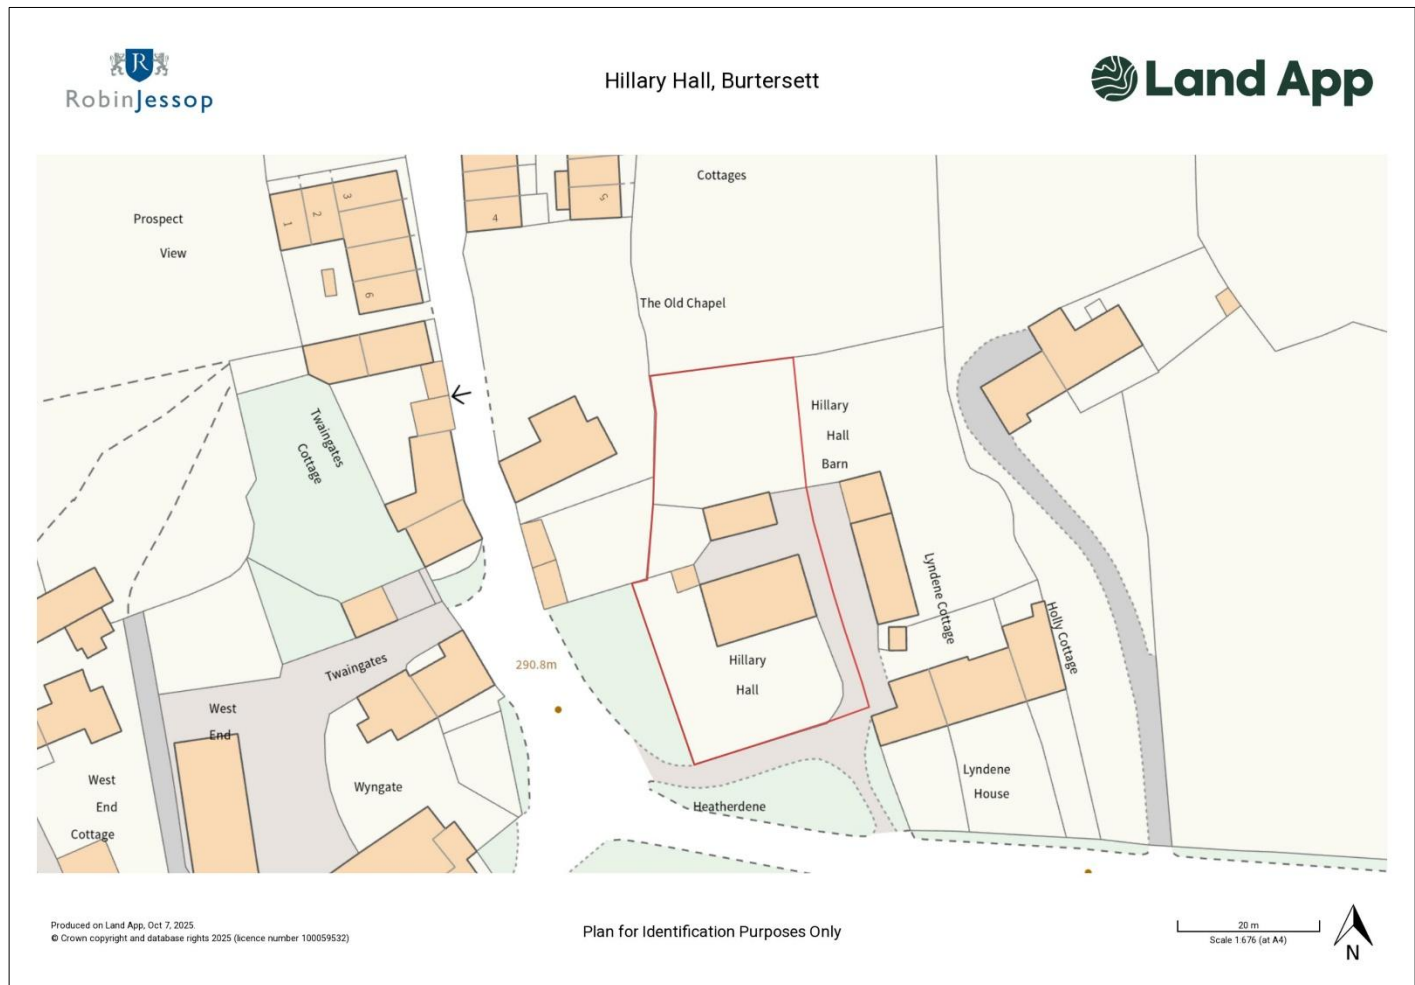 RobinJessop
Hillary Hall, Burtersett
Land App
Cottages
Prospect
View
1
2
3
4
5
6
The Old Chapel
Twaingates
Cottage
Hillary
Hall
Barn
Lyndene Cottage
Holly Cottage
290.8m
Hillary
Hall
Twaingates
West
End
West
End
Cottage
Wyngate
Heatherdene
Lyndene
House
Produced on Land App, Oct 7, 2025.
© Crown copyright and database rights 2025 (licence number 100059532)
Plan for Identification Purposes Only
20 m
Scale 1:676 (at A4)
N